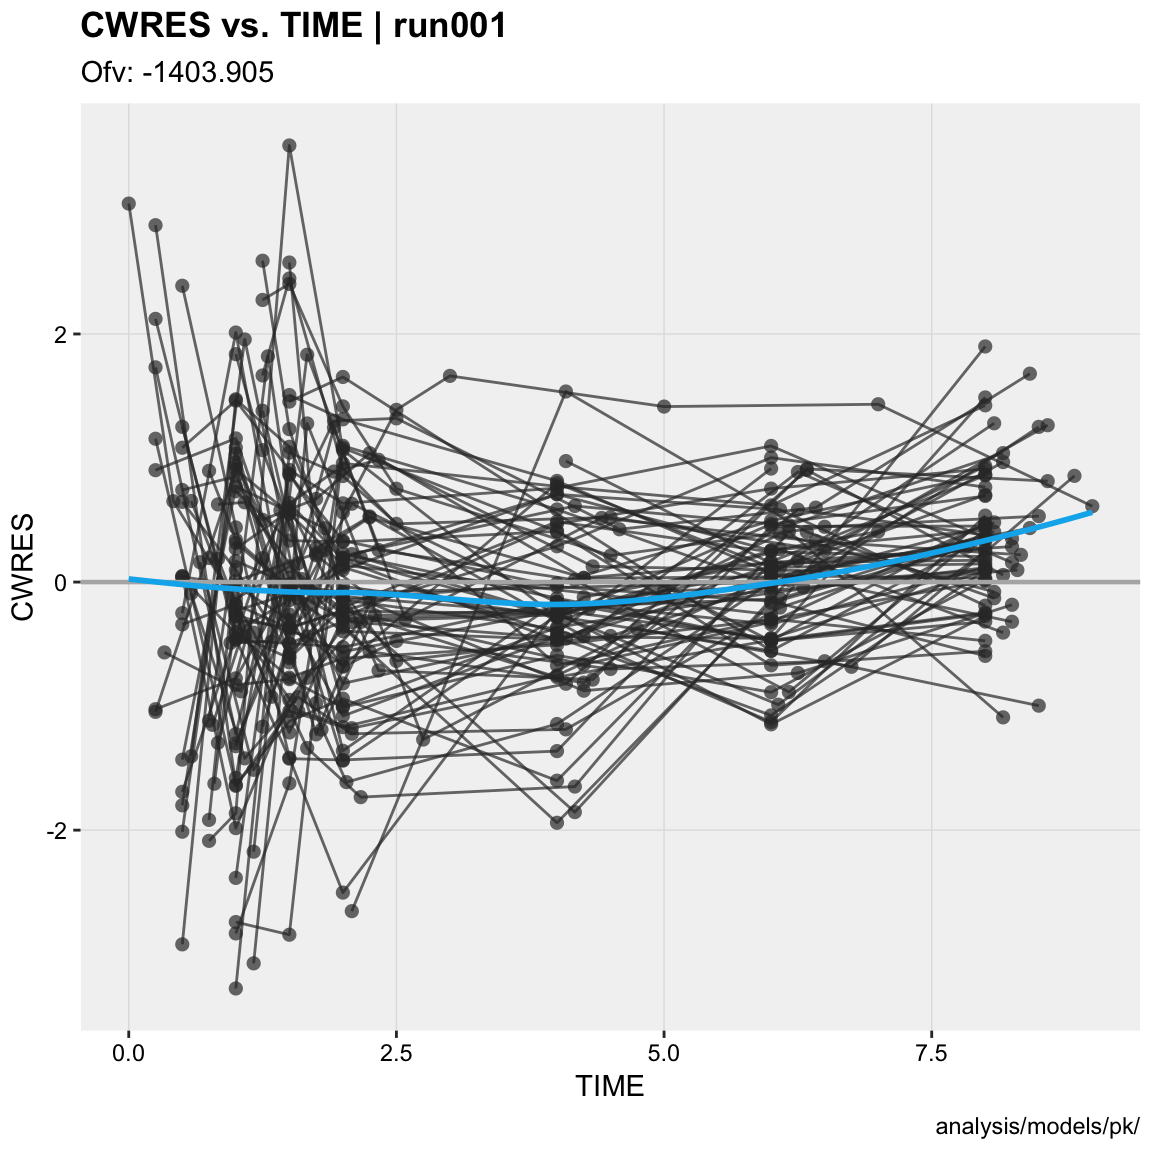 CWRES vs. TIME | run001
Ofv: -1403.905
CWRES
2
0
-2
0.0 2.5 5.0 7.5
TIME
analysis/models/pk/